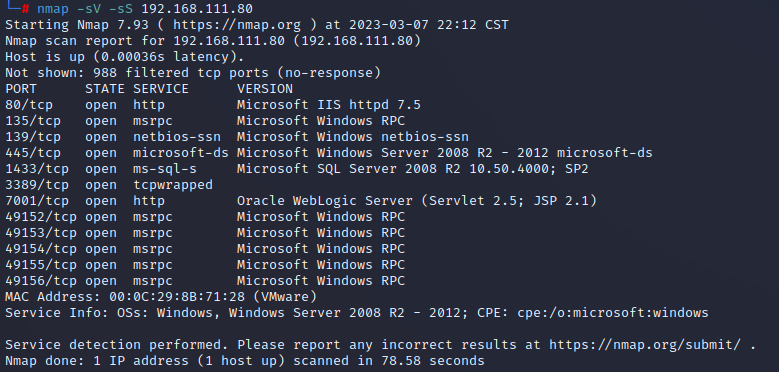 └─# nmap -sV -sS 192.168.111.80
Starting Nmap 7.93 ( https://nmap.org ) at 2023-03-07 22:12 CST
Nmap scan report for 192.168.111.80 (192.168.111.80)
Host is up (0.00036s latency).
Not shown: 988 filtered tcp ports (no-response)
PORT      STATE SERVICE      VERSION
80/tcp    open  http         Microsoft IIS httpd 7.5
135/tcp   open  msrpc        Microsoft Windows RPC
139/tcp   open  netbios-ssn  Microsoft Windows netbios-ssn
445/tcp   open  microsoft-ds Microsoft Windows Server 2008 R2 - 2012 microsoft-ds
1433/tcp  open  ms-sql-s     Microsoft SQL Server 2008 R2 10.50.4000; SP2
3389/tcp  open  tcpwrapped
7001/tcp  open  http         Oracle WebLogic Server (Servlet 2.5; JSP 2.1)
49152/tcp open  msrpc        Microsoft Windows RPC
49153/tcp open  msrpc        Microsoft Windows RPC
49154/tcp open  msrpc        Microsoft Windows RPC
49155/tcp open  msrpc        Microsoft Windows RPC
49156/tcp open  msrpc        Microsoft Windows RPC
MAC Address: 00:0C:29:8B:71:28 (VMware)
Service Info: OSs: Windows, Windows Server 2008 R2 - 2012; CPE: cpe:/o:microsoft:windows
Service detection performed. Please report any incorrect results at https://nmap.org/submit/ .
Nmap done: 1 IP address (1 host up) scanned in 78.58 seconds